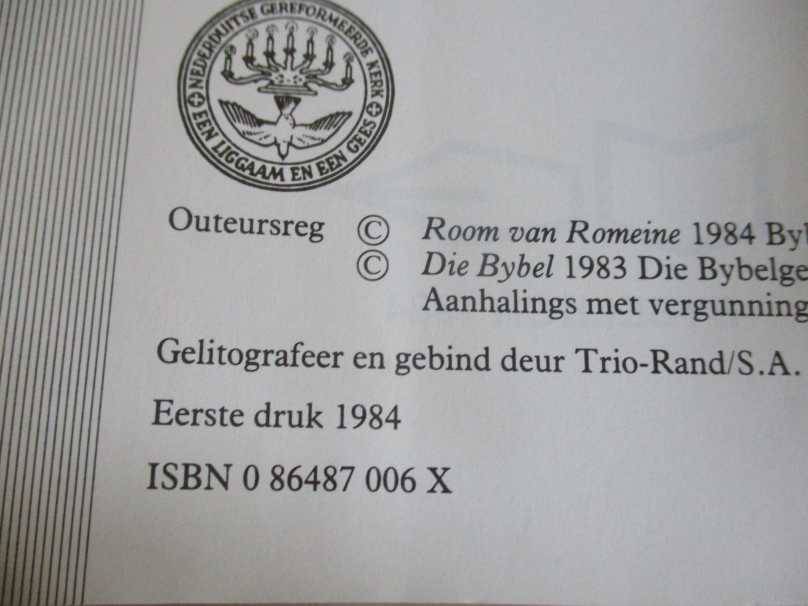 NEDERDUITSE GEREFORMEERDE KERK
EEN LIGGAAM EN EEN GEES
Outeursreg © Room van Romeine 1984
© Die Bybel 1983 Die
Aanhalings met vergunning
Gelitografeer en gebind deur Trio-Rand/S.A.
Eerste druk 1984
ISBN 0 86487 006 X